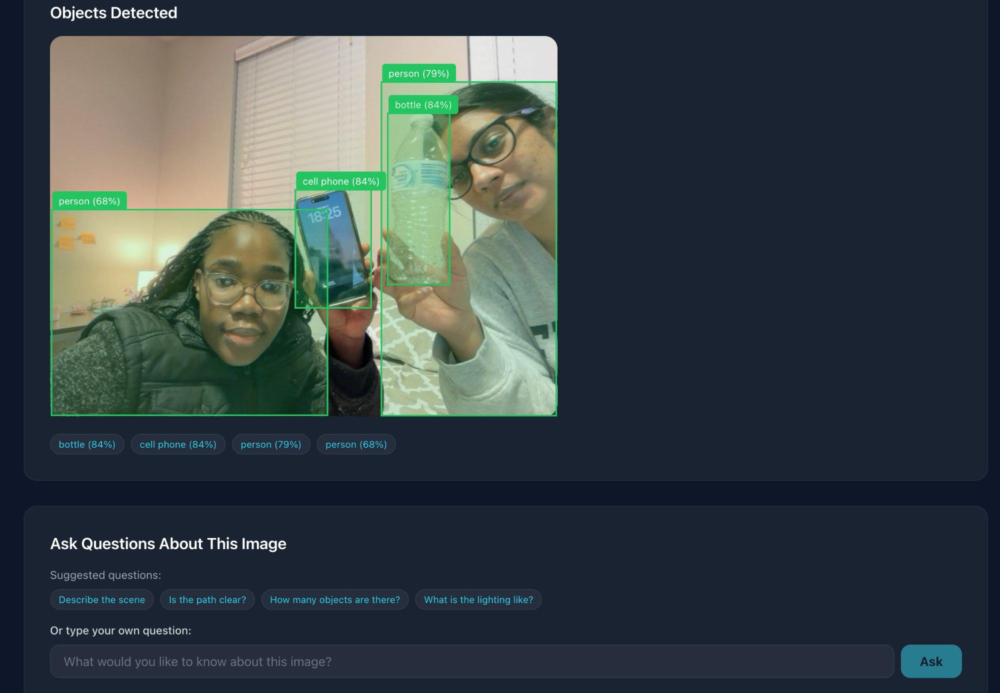 Objects Detected
person (79%)
bottle (84%)
cell phone (84%)
person (68%)
18:25
bottle (84%) cell phone (84%) person (79%) person (68%)
Ask Questions About This Image
Suggested questions:
Describe the scene Is the path clear? How many objects are there? What is the lighting like?
Or type your own question:
What would you like to know about this image?
Ask